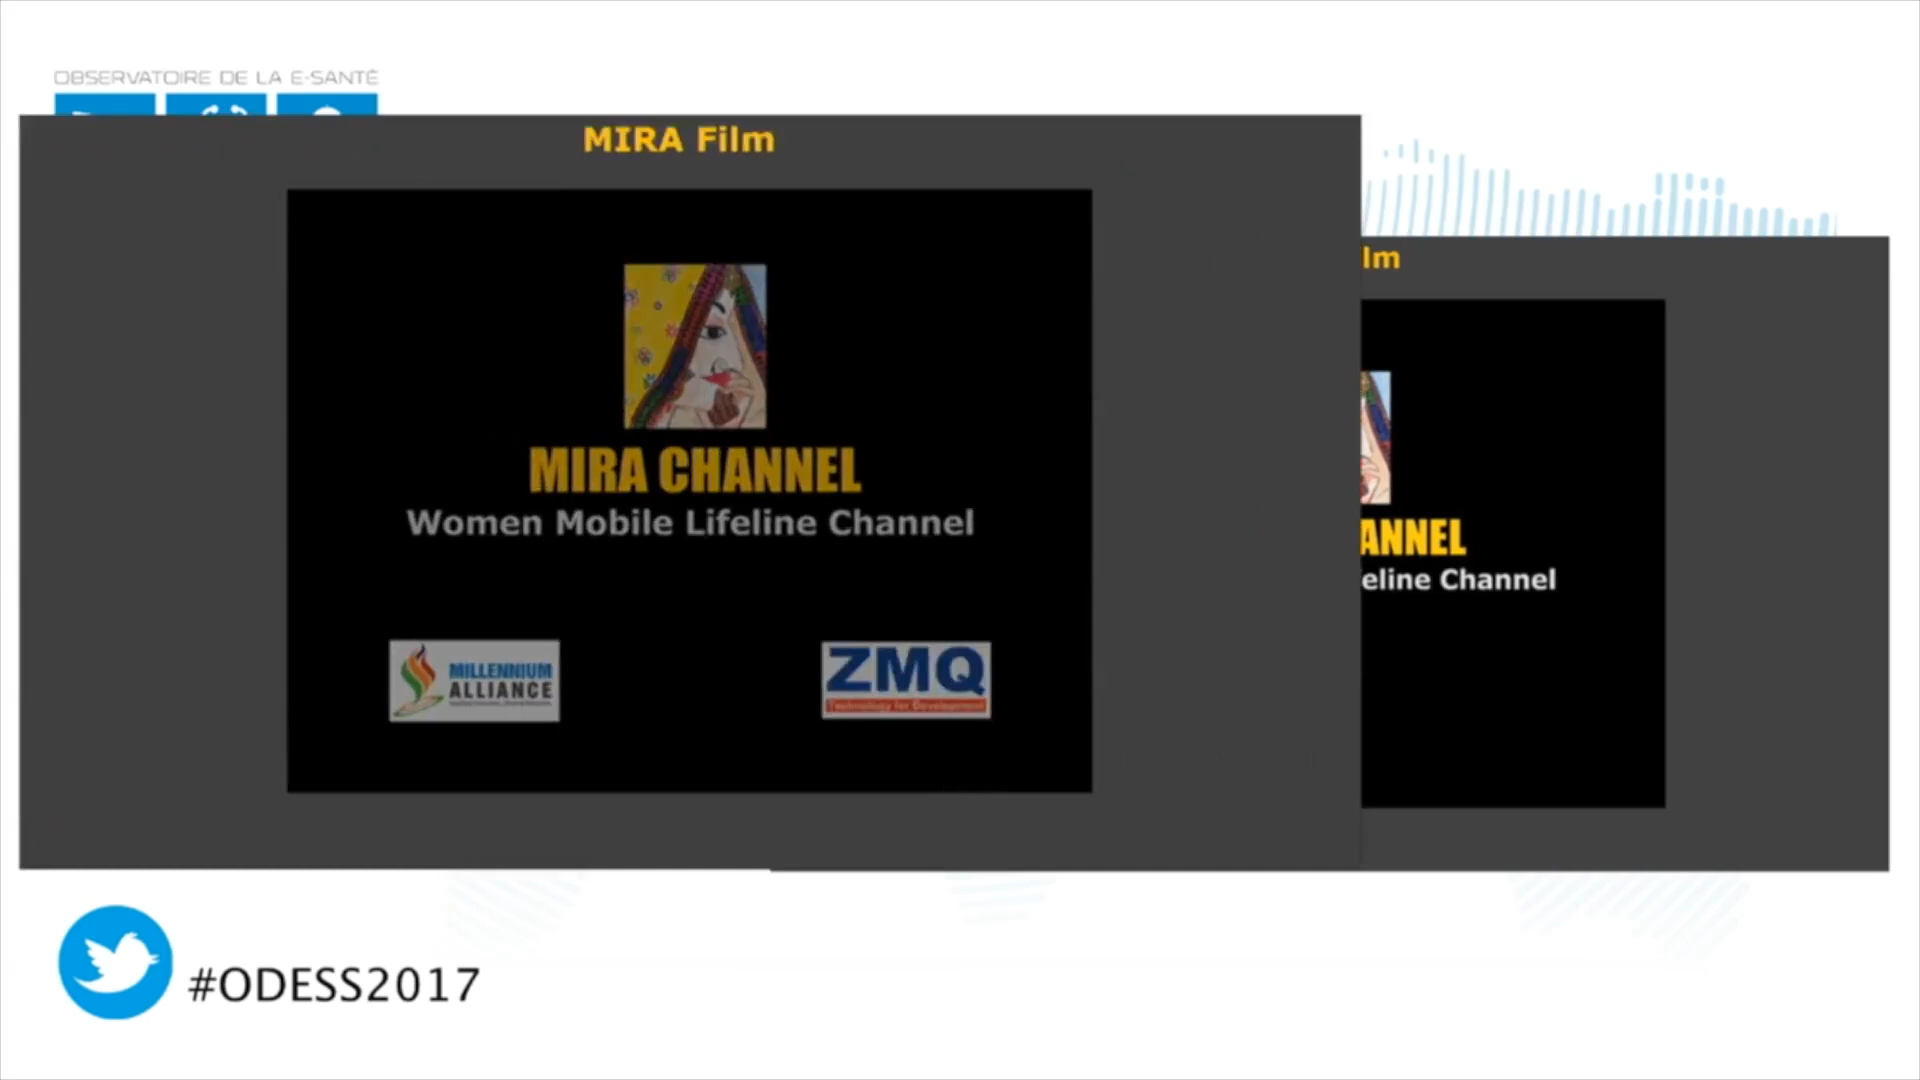 OBSERVATOIRE DE LA E-SANTÉ
MIRA Film
MIRA CHANNEL
Women Mobile Lifeline Channel
MILLENNIUM
ALLIANCE
ZMQ
Technology for Development
lm
ANNEL
eline Channel
#ODESS2017